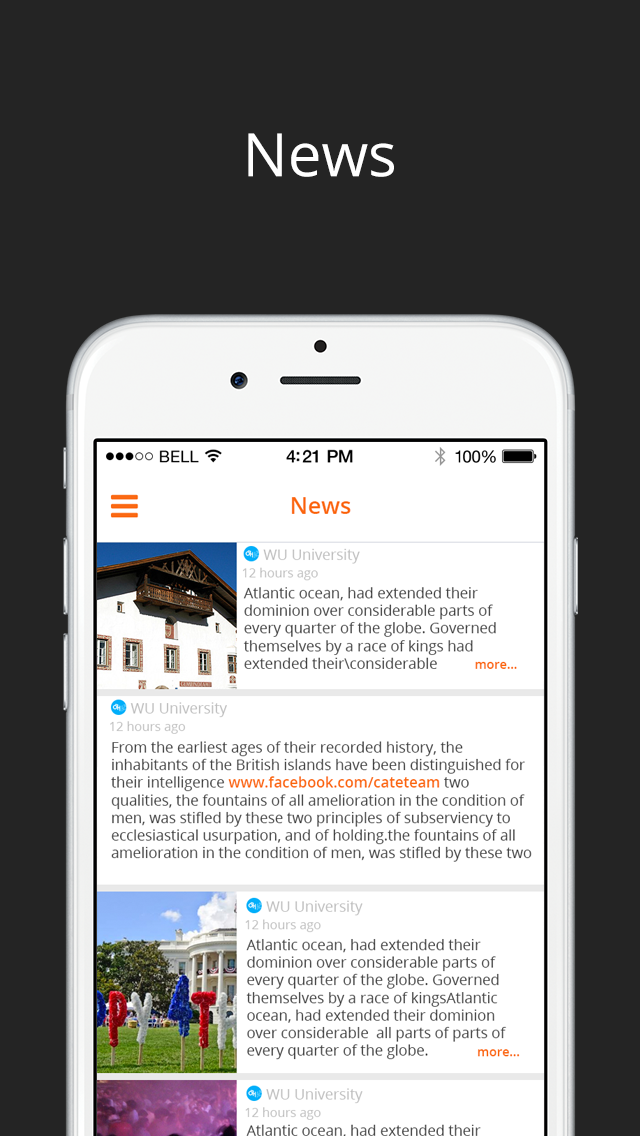 News
BELL 4:21 PM 100%
News
WU University
12 hours ago
Atlantic ocean, had extended their
dominion over considerable parts of
every quarter of the globe. Governed
themselves by a race of kings had
extended their\considerable more...
WU University
12 hours ago
From the earliest ages of their recorded history, the
inhabitants of the British islands have been distinguished for
their intelligence www.facebook.com/cateteam two
qualities, the fountains of all amelioration in the condition of
men, was stifled by these two principles of subserviency to
ecclesiastical usurpation, and of holding.the fountains of all
amelioration in the condition of men, was stifled by these two
WU University
12 hours ago
Atlantic ocean, had extended their
dominion over considerable parts of
every quarter of the globe. Governed
themselves by a race of kingsAtlantic
ocean, had extended their dominion
over considerable  all parts of parts of
every quarter of the globe. more...
PYATH
WU University
12 hours ago
Atlantic ocean, had extended their